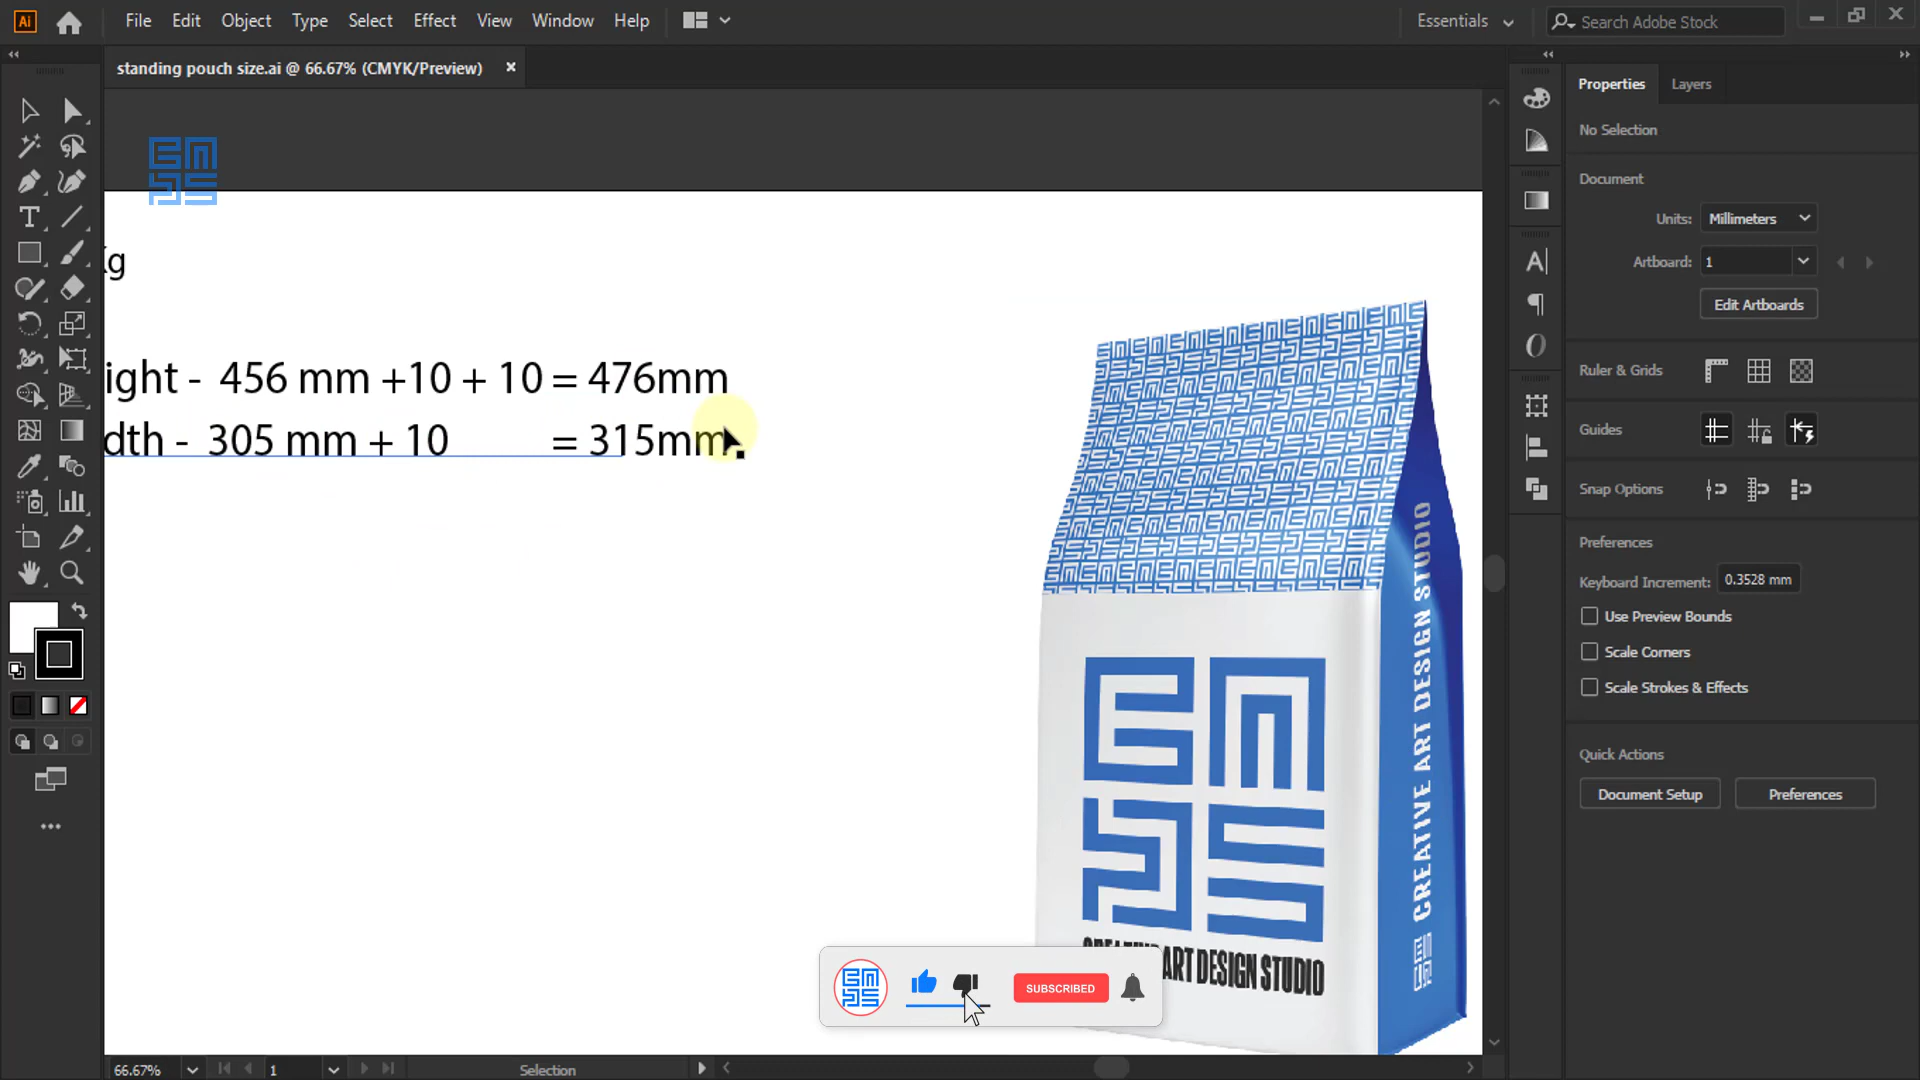 Ai File Edit Object Type Select Effect View Window Help Essentials Search Adobe Stock
standing pouch size.ai @ 66.67% (CMYK/Preview) ×
Properties Layers
No Selection
Document
Units: Millimeters
Artboard: 1
Edit Artboards
Ruler & Grids
Guides
Snap Options
Preferences
Keyboard Increment: 0.3528 mm
Use Preview Bounds
Scale Corners
Scale Strokes & Effects
Quick Actions
Document Setup Preferences
Kg
ight - 456 mm +10 + 10 = 476mm
dth - 305 mm + 10 = 315mm
CREATIVE ART DESIGN STUDIO
ART DESIGN STUDIO
SUBSCRIBED
66.67% 1 Selection